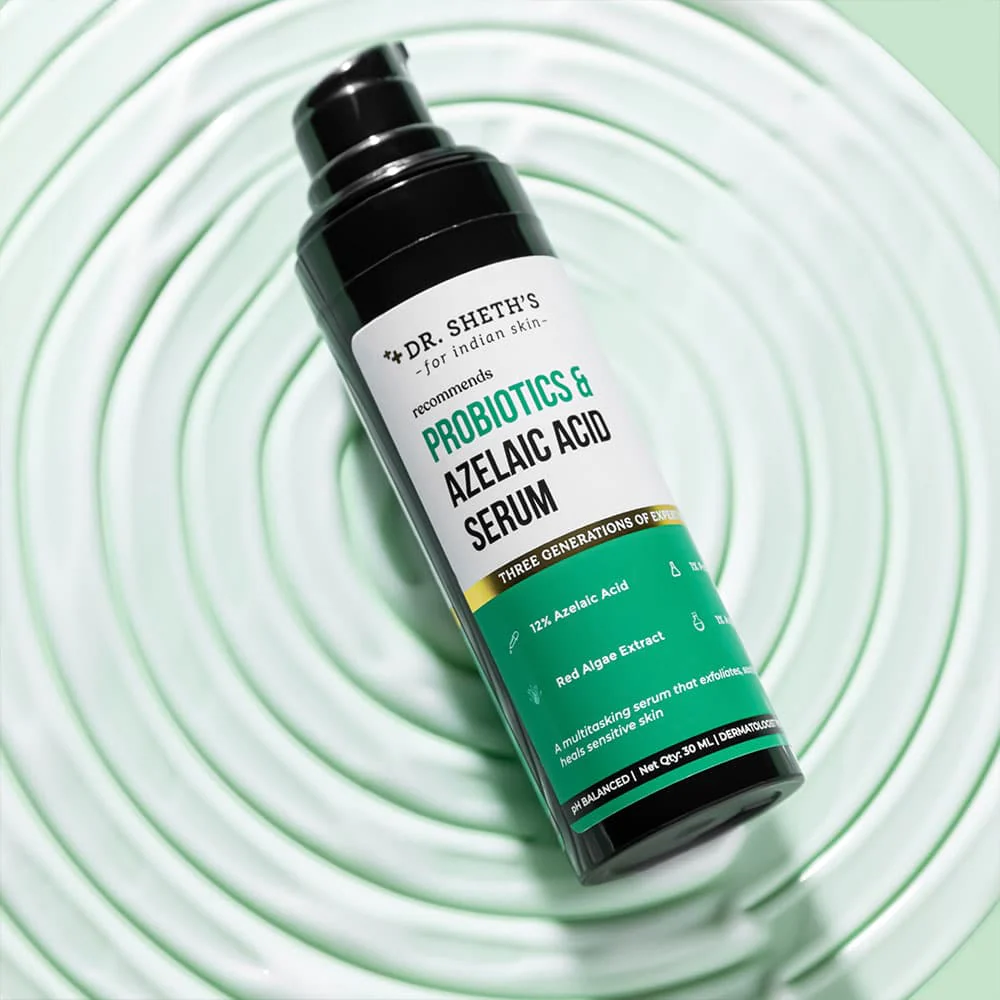 DR. SHETH'S
-for indian skin-
recommends
PROBIOTICS &
AZELAIC ACID
SERUM
THREE GENERATIONS OF
12% Azelaic Acid
Red Algae Extract
A multitasking serum that exfoliates,
heals sensitive skin
pH BALANCED | Net Qty: 30 ML |